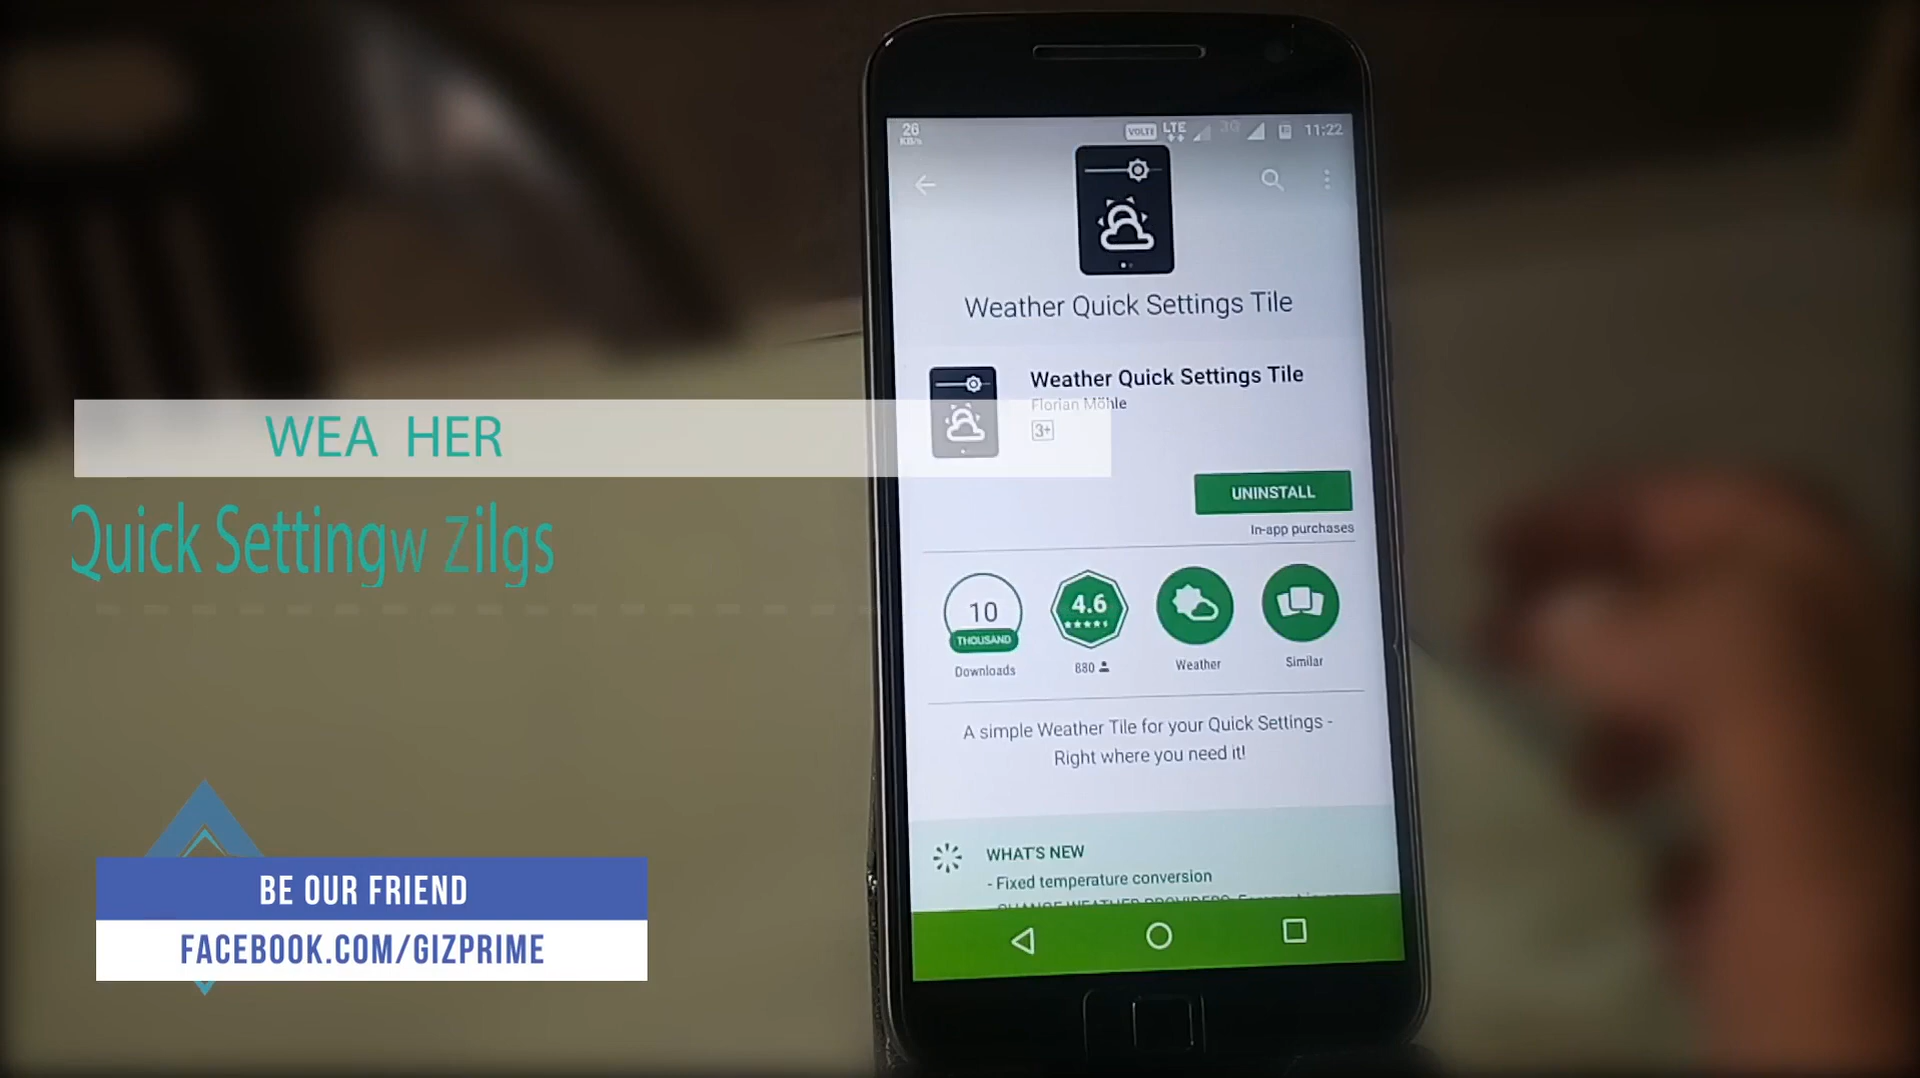 26
KB/s
VOLTE
LTE
3G
11:22
Weather Quick Settings Tile
Weather Quick Settings Tile
Florian Möhle
3+
UNINSTALL
In-app purchases
10
THOUSAND
Downloads
4.6
880
Weather
Similar
A simple Weather Tile for your Quick Settings -
Right where you need it!
WHAT'S NEW
- Fixed temperature conversion
- CHANGE WEATHER PROVIDERS:
WEA HER
Quick Settingw Zilgs
BE OUR FRIEND
FACEBOOK.COM/GIZPRIME